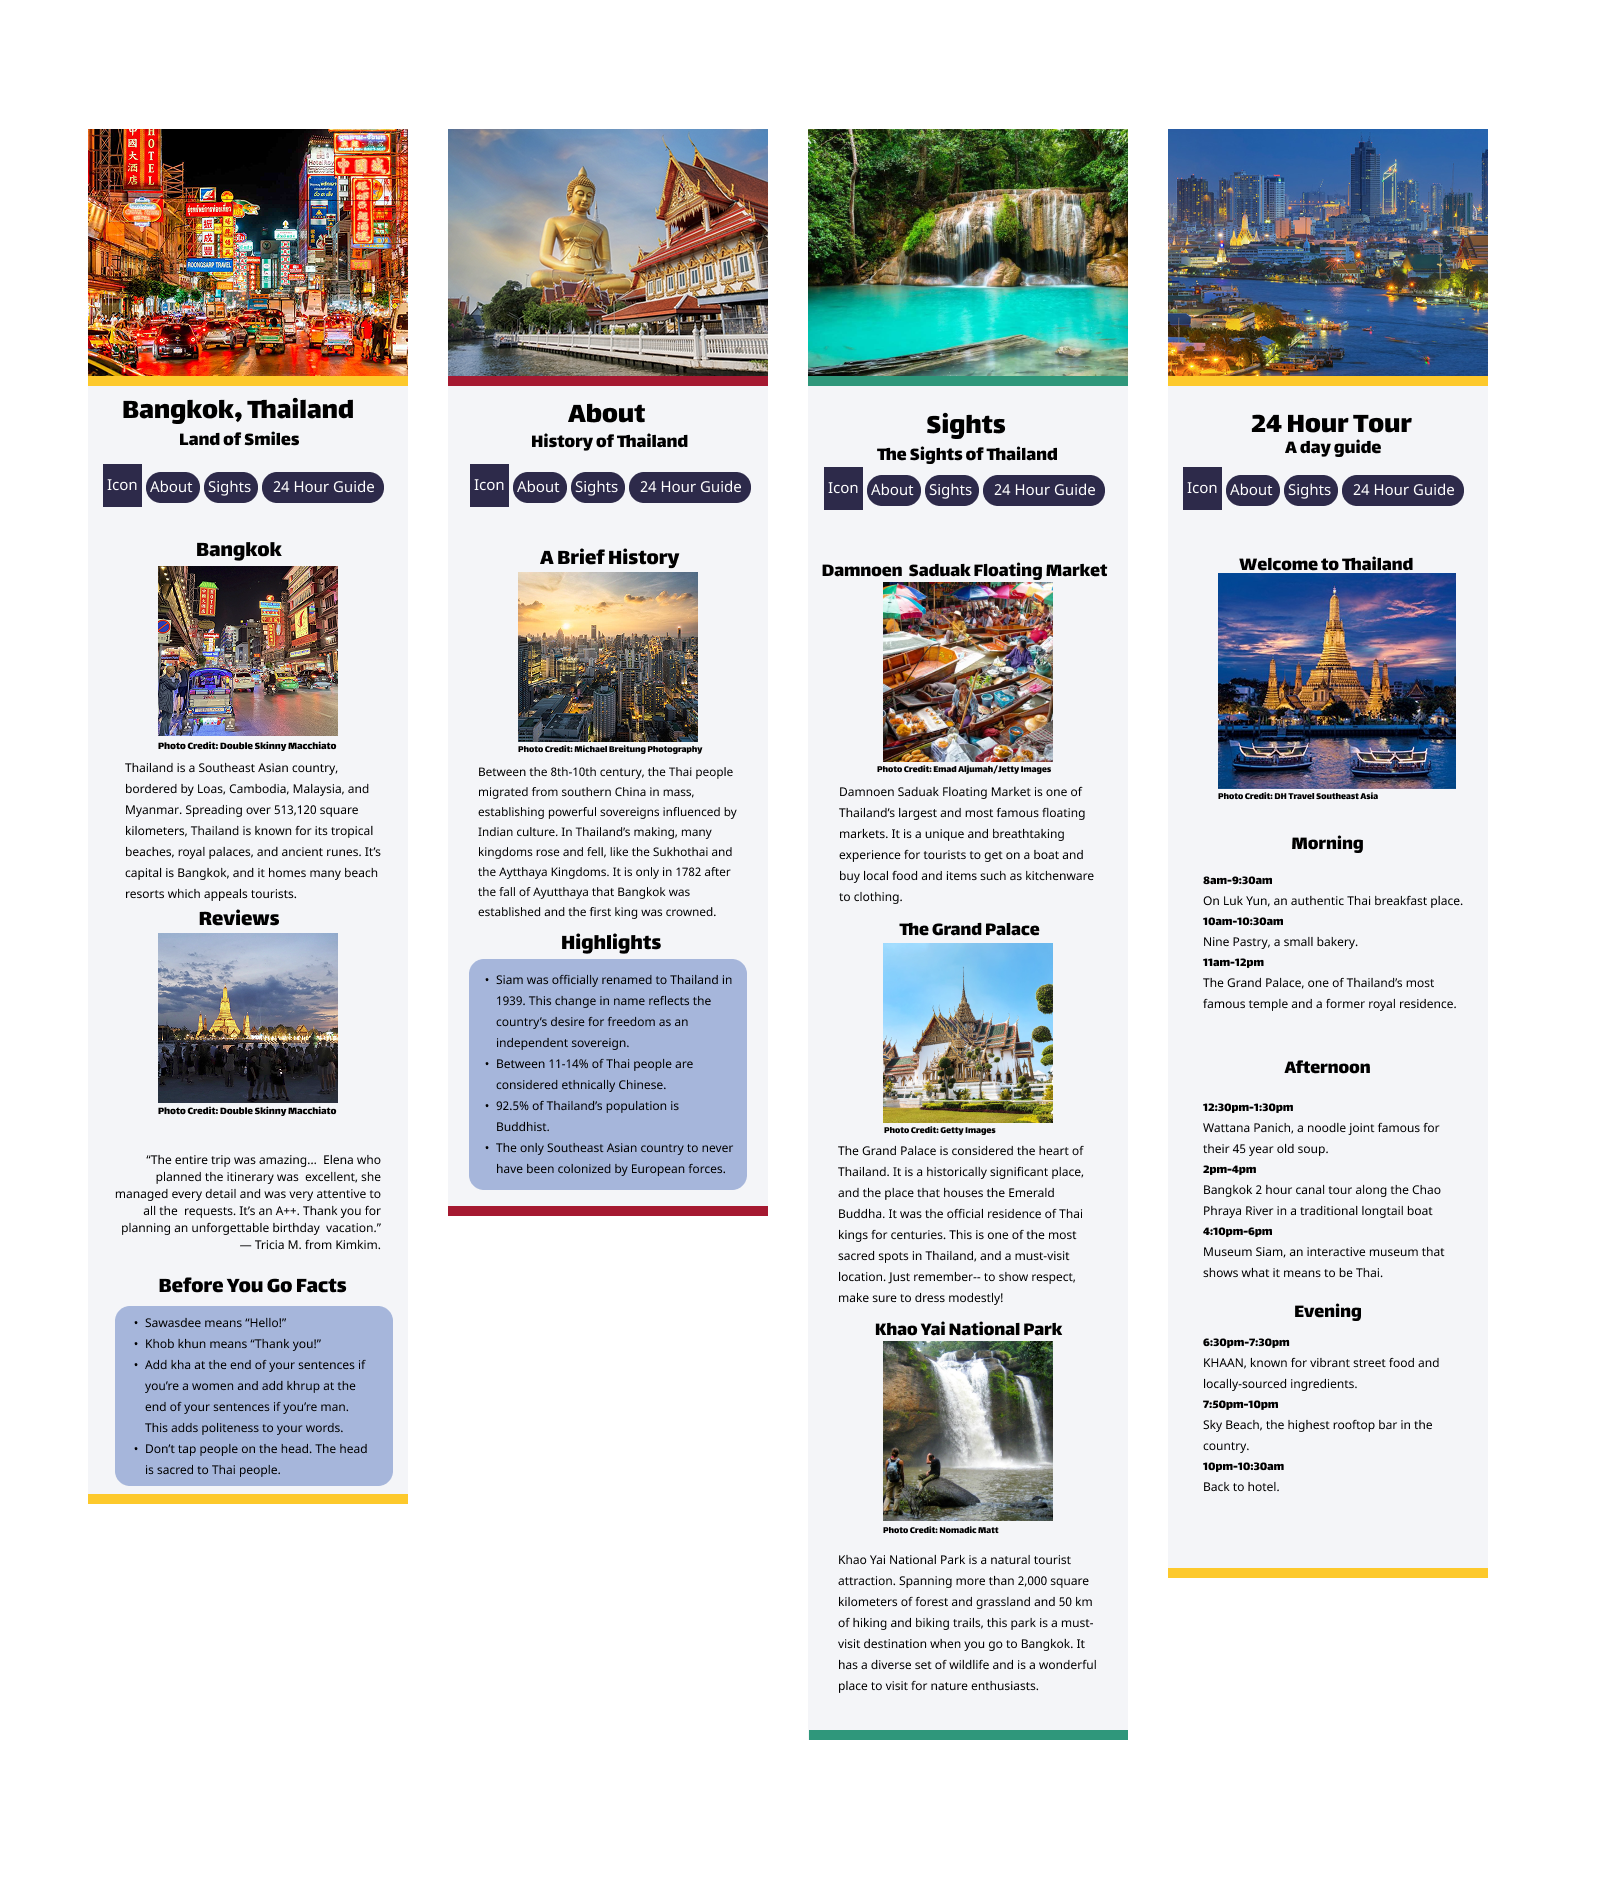 中國大酒店
HOTEL
ROONGSARP TRAVEL
Bangkok, Thailand
Land of Smiles
Icon
About
Sights
24 Hour Guide
Bangkok
Photo Credit: Double Skinny Macchiato
Thailand is a Southeast Asian country,
bordered by Loas, Cambodia, Malaysia, and
Myanmar. Spreading over 513,120 square
kilometers, Thailand is known for its tropical
beaches, royal palaces, and ancient runes. It’s
capital is Bangkok, and it homes many beach
resorts which appeals tourists.
Reviews
Photo Credit: Double Skinny Macchiato
“The entire trip was amazing... Elena who
planned the itinerary was excellent, she
managed every detail and was very attentive to
all the requests. It’s an A++. Thank you for
planning an unforgettable birthday vacation.”
— Tricia M. from Kimkim.
Before You Go Facts
• Sawasdee means “Hello!”
• Khob khun means “Thank you!”
• Add kha at the end of your sentences if
you’re a women and add khrup at the
end of your sentences if you’re man.
This adds politeness to your words.
• Don’t tap people on the head. The head
is sacred to Thai people.
About
History of Thailand
Icon
About
Sights
24 Hour Guide
A Brief History
Photo Credit: Michael Breitung Photography
Between the 8th-10th century, the Thai people
migrated from southern China in mass,
establishing powerful sovereigns influenced by
Indian culture. In Thailand’s making, many
kingdoms rose and fell, like the Sukhothai and
the Aytthaya Kingdoms. It is only in 1782 after
the fall of Ayutthaya that Bangkok was
established and the first king was crowned.
Highlights
• Siam was officially renamed to Thailand in
1939. This change in name reflects the
country’s desire for freedom as an
independent sovereign.
• Between 11-14% of Thai people are
considered ethnically Chinese.
• 92.5% of Thailand’s population is
Buddhist.
• The only Southeast Asian country to never
have been colonized by European forces.
Sights
The Sights of Thailand
Icon
About
Sights
24 Hour Guide
Damnoen Saduak Floating Market
Photo Credit: Emad Aljumah/Jetty Images
Damnoen Saduak Floating Market is one of
Thailand’s largest and most famous floating
markets. It is a unique and breathtaking
experience for tourists to get on a boat and
buy local food and items such as kitchenware
to clothing.
The Grand Palace
Photo Credit: Getty Images
The Grand Palace is considered the heart of
Thailand. It is a historically significant place,
and the place that houses the Emerald
Buddha. It was the official residence of Thai
kings for centuries. This is one of the most
sacred spots in Thailand, and a must-visit
location. Just remember-- to show respect,
make sure to dress modestly!
Khao Yai National Park
Photo Credit: Nomadic Matt
Khao Yai National Park is a natural tourist
attraction. Spanning more than 2,000 square
kilometers of forest and grassland and 50 km
of hiking and biking trails, this park is a must-
visit destination when you go to Bangkok. It
has a diverse set of wildlife and is a wonderful
place to visit for nature enthusiasts.
24 Hour Tour
A day guide
Icon
About
Sights
24 Hour Guide
Welcome to Thailand
Photo Credit: DH Travel Southeast Asia
Morning
8am-9:30am
On Luk Yun, an authentic Thai breakfast place.
10am-10:30am
Nine Pastry, a small bakery.
11am-12pm
The Grand Palace, one of Thailand’s most
famous temple and a former royal residence.
Afternoon
12:30pm-1:30pm
Wattana Panich, a noodle joint famous for
their 45 year old soup.
2pm-4pm
Bangkok 2 hour canal tour along the Chao
Phraya River in a traditional longtail boat
4:10pm-6pm
Museum Siam, an interactive museum that
shows what it means to be Thai.
Evening
6:30pm-7:30pm
KHAAN, known for vibrant street food and
locally-sourced ingredients.
7:50pm-10pm
Sky Beach, the highest rooftop bar in the
country.
10pm-10:30am
Back to hotel.